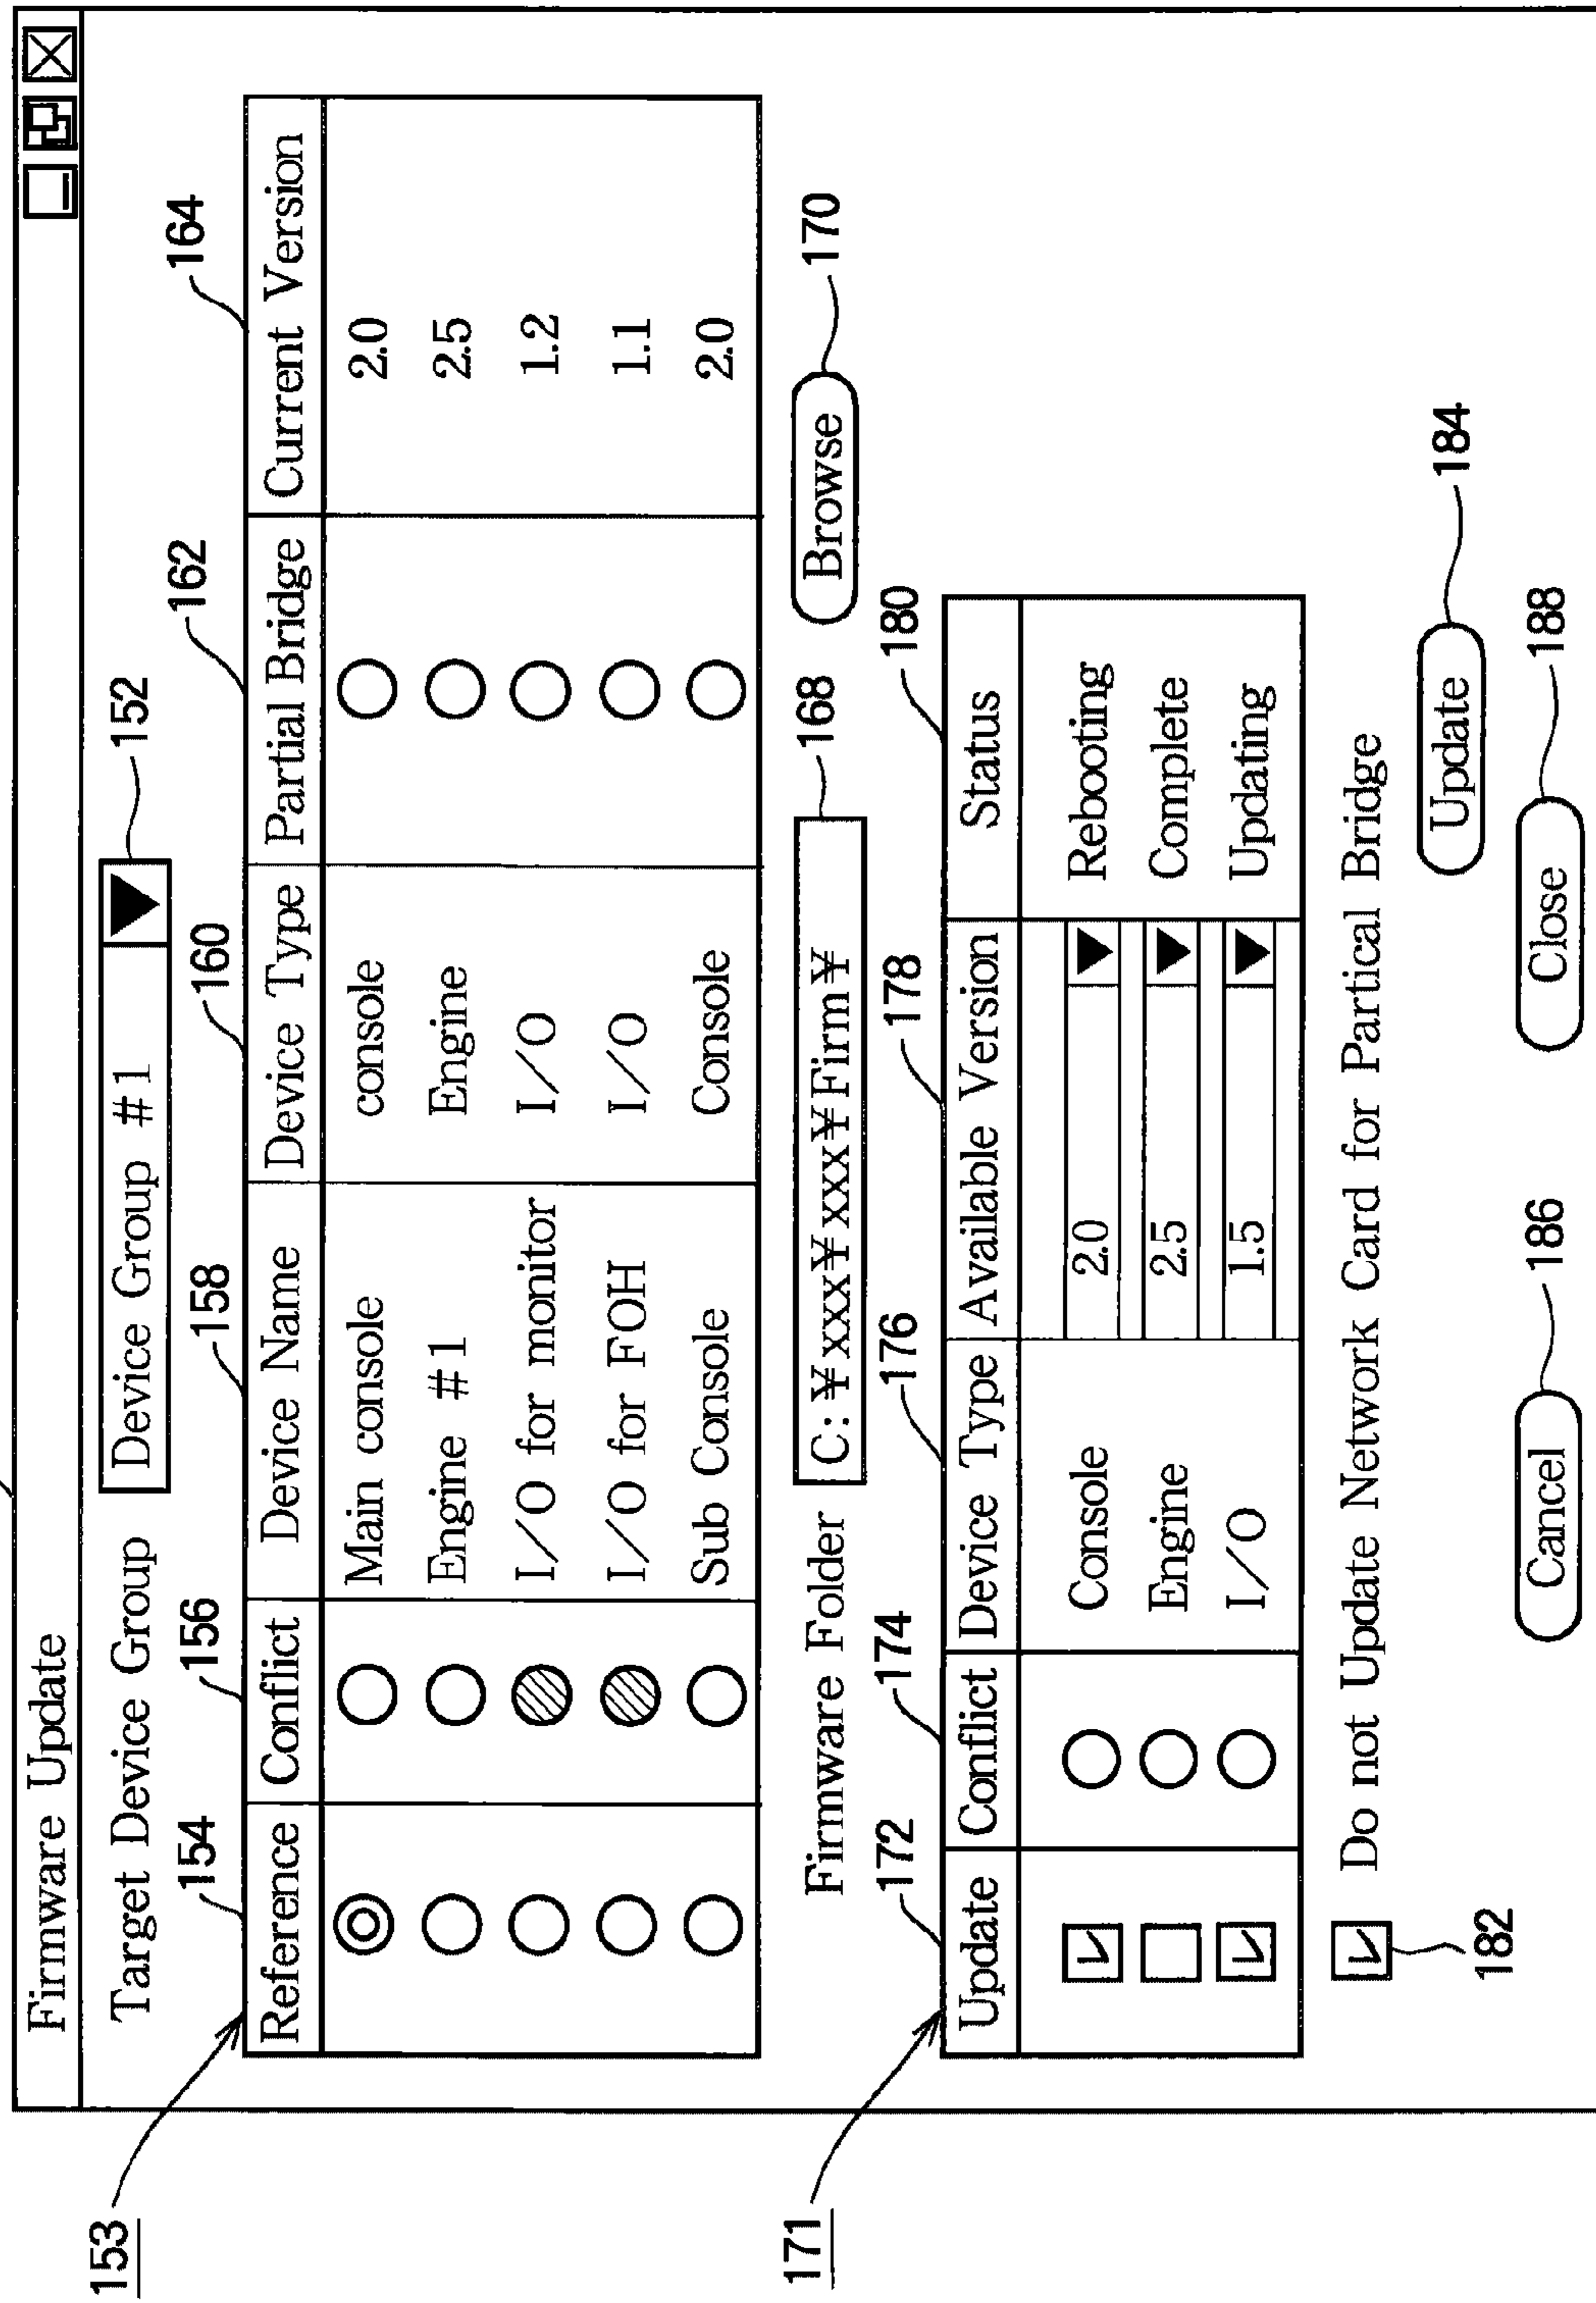 Firmware Update
Target Device Group Device Group #1 152
153
154 156 158 160 162 164
Reference Conflict Device Name Device Type Partial Bridge Current Version
Main console console 2.0
Engine #1 Engine 2.5
I/O for monitor I/O 1.2
I/O for FOH I/O 1.1
Sub Console Console 2.0
Firmware Folder C:¥xxx¥xxx¥Firm¥ 168 Browse 170
171
172 174 176 178 180
Update Conflict Device Type Available Version Status
Console 2.0 Rebooting
Engine 2.5 Complete
I/O 1.5 Updating
Do not Update Network Card for Partical Bridge
182
Update 184
Cancel 186 Close 188